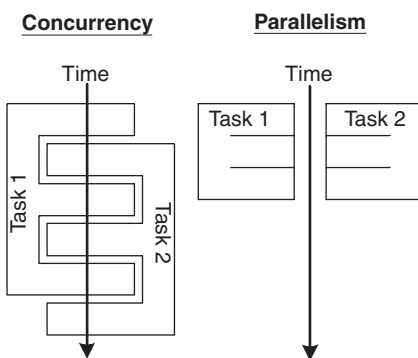 Concurrency
Time
Task 1
Task 2
Parallelism
Time
Task 1
Task 2